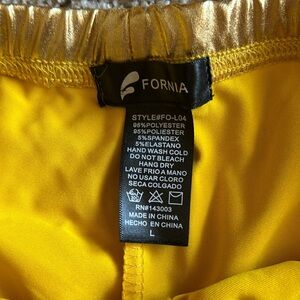 FORNIA
STYLE#FO-L04
95%POLYESTER
95%POLIESTER
5%SPANDEX
5%ELASTANO
HAND WASH COLD
DO NOT BLEACH
HANG DRY
LAVE FRIO A MANO
NO USAR CLORO
SECA COLGADO
RN#143003
MADE IN CHINA
HECHO EN CHINA
L